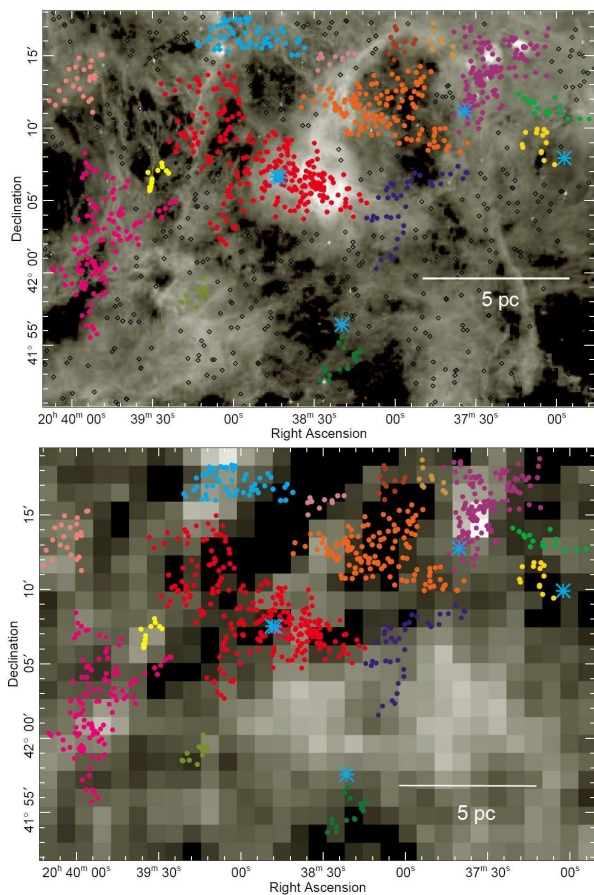 15′
10′
05′
42° 00′
41° 55′
Declination
5 pc
20ʰ 40ᵐ 00ˢ
39ᵐ 30ˢ
00ˢ
38ᵐ 30ˢ
00ˢ
37ᵐ 30ˢ
00ˢ
Right Ascension
15′
10′
05′
42° 00′
41° 55′
Declination
5 pc
20ʰ 40ᵐ 00ˢ
39ᵐ 30ˢ
00ˢ
38ᵐ 30ˢ
00ˢ
37ᵐ 30ˢ
00ˢ
Right Ascension